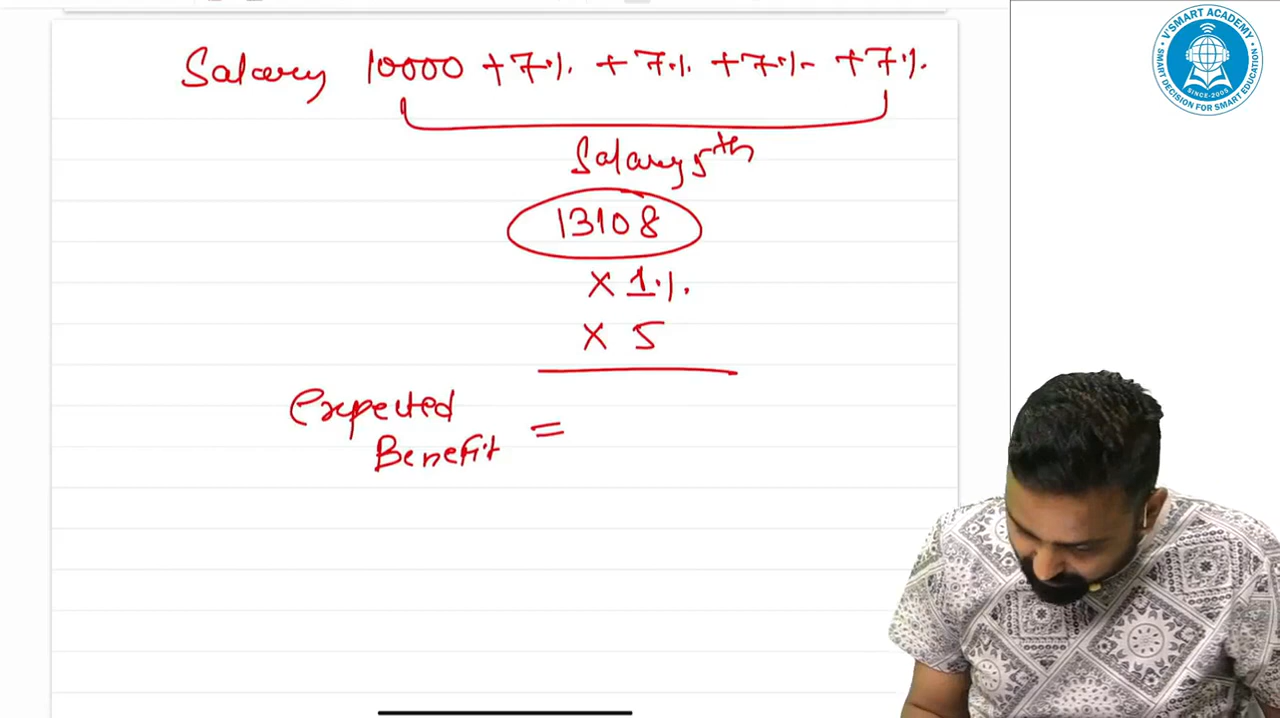 Salary 10000 +7% +7% +7% +7%
Salary 5th
13108
x 1%
x 5
Expected
Benefit =
V'SMART ACADEMY
SMART DECISION FOR SMART EDUCATION
SINCE-2005